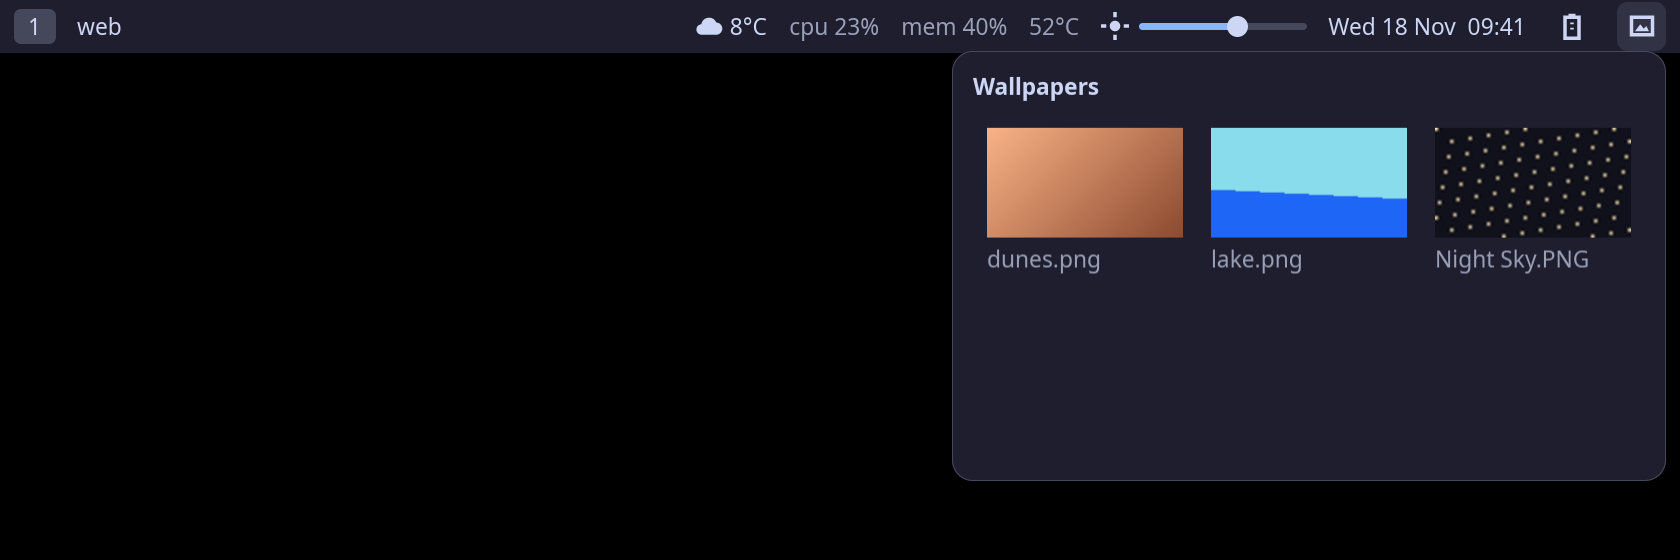 1 web 8°C cpu 23% mem 40% 52°C Wed 18 Nov 09:41
Wallpapers
dunes.png lake.png Night Sky.PNG